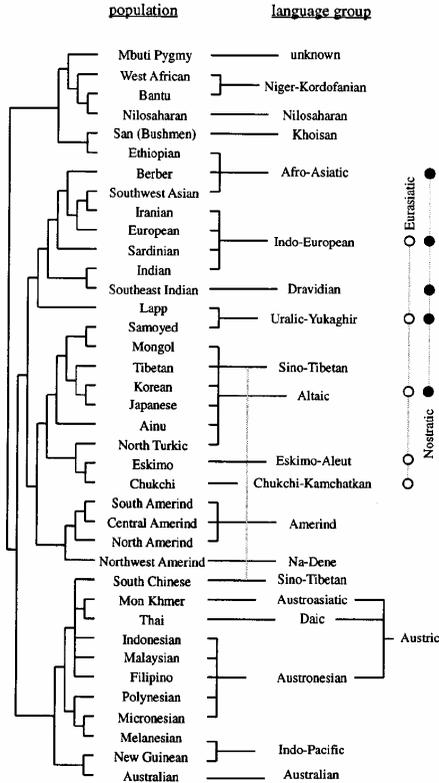 population language group
Mbuti Pygmy unknown
West African
Niger-Kordofanian
Bantu
Nilosaharan Nilosaharan
San (Bushmen) Khoisan
Ethiopian
Berber Afro-Asiatic
Southwest Asian
Iranian
European
Indo-European
Sardinian
Indian
Southeast Indian Dravidian
Lapp
Uralic-Yukaghir
Samoyed
Mongol
Tibetan Sino-Tibetan
Korean
Altaic
Japanese
Ainu
North Turkic
Eskimo Eskimo-Aleut
Chukchi Chukchi-Kamchatkan
South Amerind
Central Amerind Amerind
North Amerind
Northwest Amerind Na-Dene
South Chinese Sino-Tibetan
Mon Khmer Austroasiatic
Thai Daic
Indonesian
Austric
Malaysian
Filipino Austronesian
Polynesian
Micronesian
Melanesian
Indo-Pacific
New Guinean
Australian Australian
Eurasiatic
Nostratic